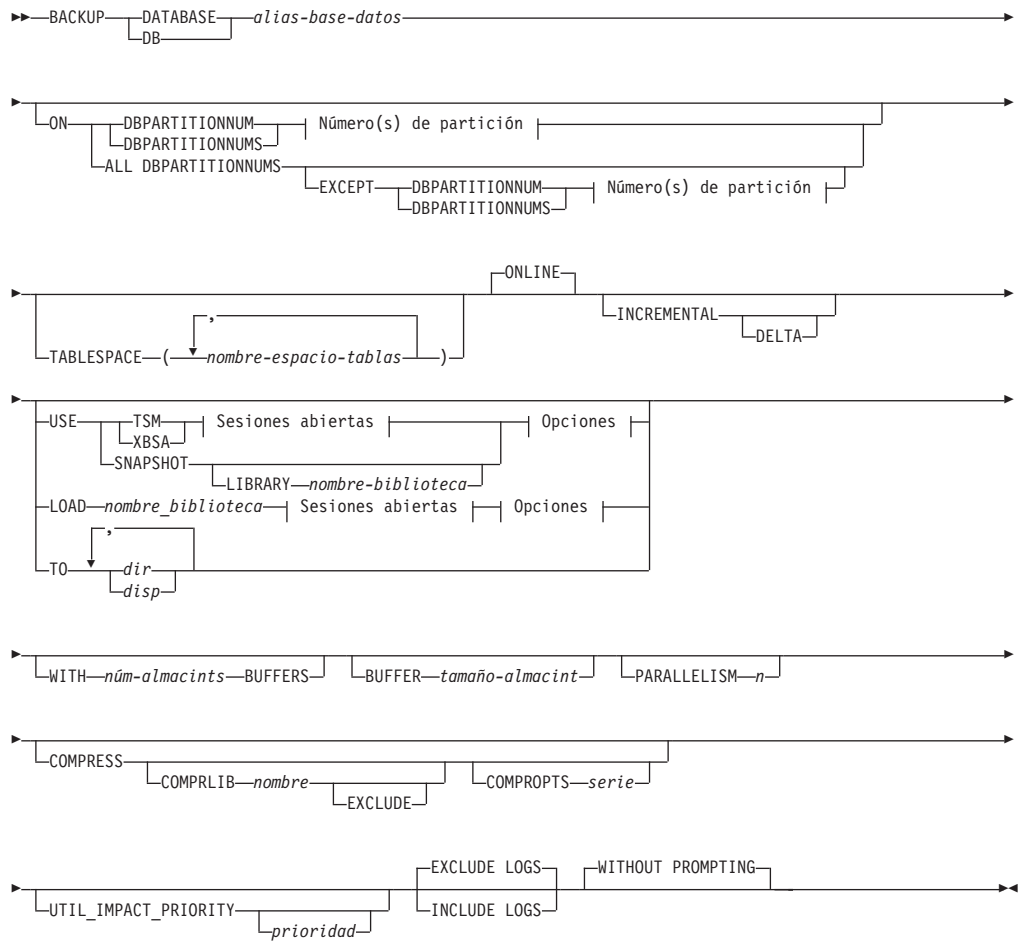 BACKUP DATABASE alias-base-datos
DB
ON DBPARTITIONNUM Número(s) de partición
DBPARTITIONNUMS
ALL DBPARTITIONNUMS
EXCEPT DBPARTITIONNUM Número(s) de partición
DBPARTITIONNUMS
ONLINE
INCREMENTAL
DELTA
,
TABLESPACE ( nombre-espacio-tablas )
USE TSM Sesiones abiertas Opciones
XBSA
SNAPSHOT
LIBRARY nombre-biblioteca
LOAD nombre_biblioteca Sesiones abiertas Opciones
,
TO dir
disp
WITH núm-almacints BUFFERS BUFFER tamaño-almacint PARALLELISM n
COMPRESS
COMPRLIB nombre COMPROPTS serie
EXCLUDE
EXCLUDE LOGS WITHOUT PROMPTING
UTIL_IMPACT_PRIORITY INCLUDE LOGS
prioridad